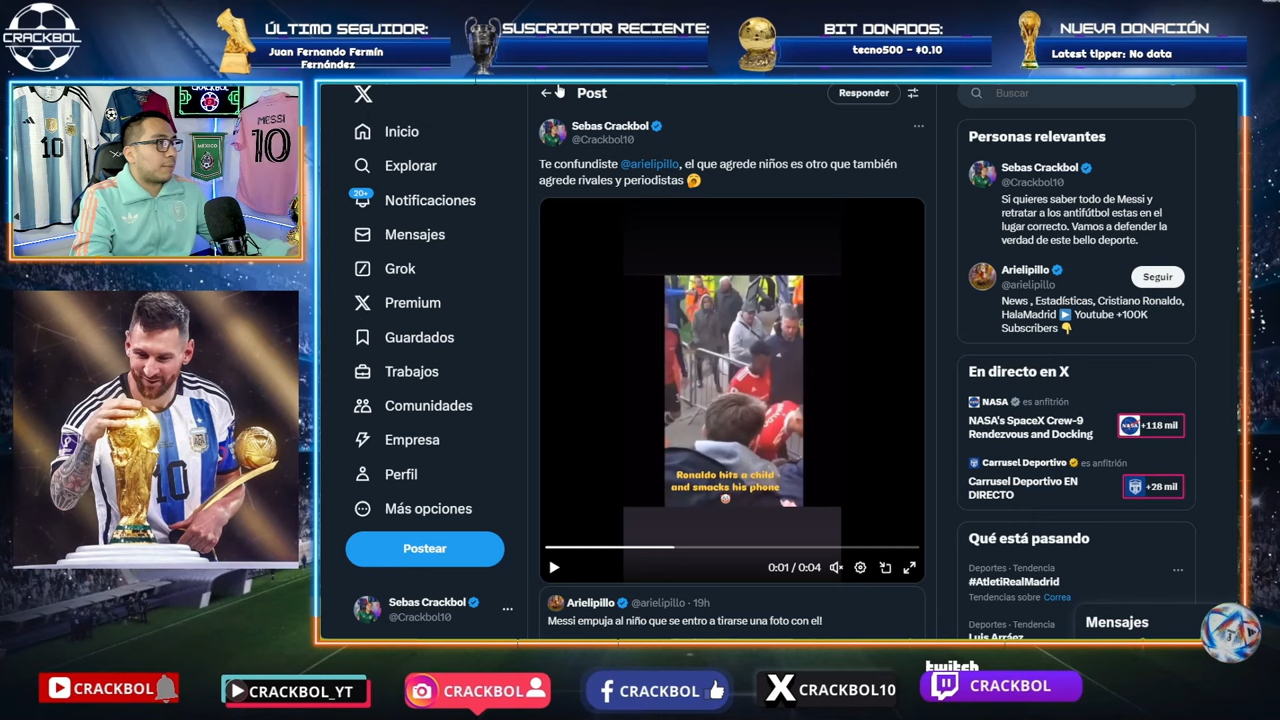 CRACKBOL
ÚLTIMO SEGUIDOR:
Juan Fernando Fermín
Fernández
SUSCRIPTOR RECIENTE:
BIT DONADOS:
tecno500 - $0.10
NUEVA DONACIÓN
Latest tipper: No data
10
MEXICO
MESSI
10
10
Inicio
Explorar
20+
Notificaciones
Mensajes
Grok
Premium
Guardados
Trabajos
Comunidades
Empresa
Perfil
Más opciones
Postear
Sebas Crackbol
@Crackbol10
Post
Responder
Sebas Crackbol
@Crackbol10
Te confundiste @arielipillo, el que agrede niños es otro que también
agrede rivales y periodistas
Ronaldo hits a child
and smacks his phone
0:01 / 0:04
Arielipillo @arielipillo · 19h
Messi empuja al niño que se entro a tirarse una foto con el!
Buscar
Personas relevantes
Sebas Crackbol
@Crackbol10
Si quieres saber todo de Messi y
retratar a los antifútbol estas en el
lugar correcto. Vamos a defender la
verdad de este bello deporte.
Arielipillo
@arielipillo
Seguir
News , Estadísticas, Cristiano Ronaldo,
HalaMadrid Youtube +100K
Subscribers
En directo en X
NASA es anfitrión
NASA's SpaceX Crew-9
Rendezvous and Docking
+118 mil
Carrusel Deportivo es anfitrión
Carrusel Deportivo EN
DIRECTO
+28 mil
Qué está pasando
Deportes · Tendencia
#AtletiRealMadrid
Tendencias sobre Correa
Deportes · Tendencia
Luis Arráez
Mensajes
CRACKBOL
CRACKBOL_YT
CRACKBOL
CRACKBOL
CRACKBOL10
twitch
CRACKBOL